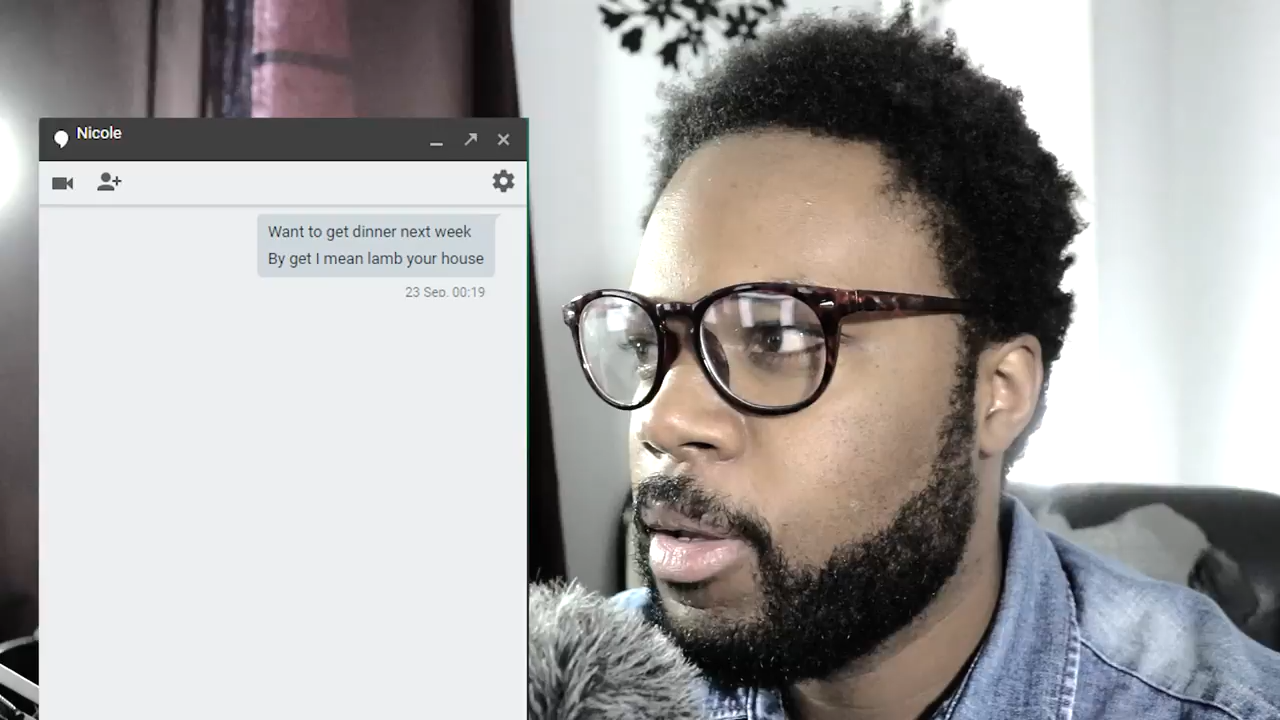 Nicole
Want to get dinner next week
By get I mean lamb your house
23 Sep. 00:19